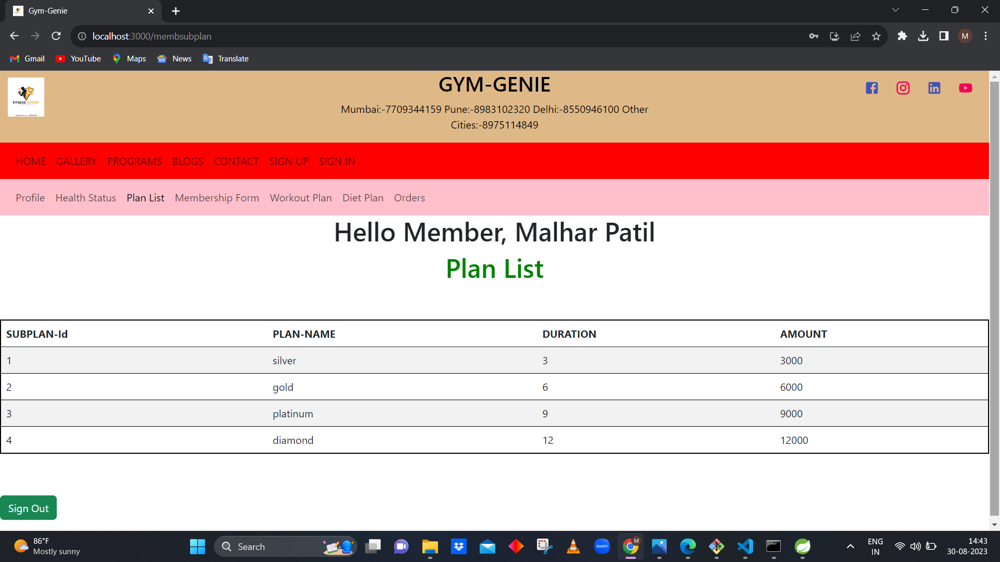 Gym-Genie
localhost:3000/membsubplan
M
Gmail YouTube Maps News Translate
FITNESS CENTER
GYM-GENIE
Mumbai:-7709344159 Pune:-8983102320 Delhi:-8550946100 Other
Cities:-8975114849
HOME GALLERY PROGRAMS BLOGS CONTACT SIGN UP SIGN IN
Profile Health Status Plan List Membership Form Workout Plan Diet Plan Orders
Hello Member, Malhar Patil
Plan List
SUBPLAN-Id PLAN-NAME DURATION AMOUNT
1 silver 3 3000
2 gold 6 6000
3 platinum 9 9000
4 diamond 12 12000
Sign Out
86°F
Mostly sunny
Search
zoom
M
ENG
IN
14:43
30-08-2023